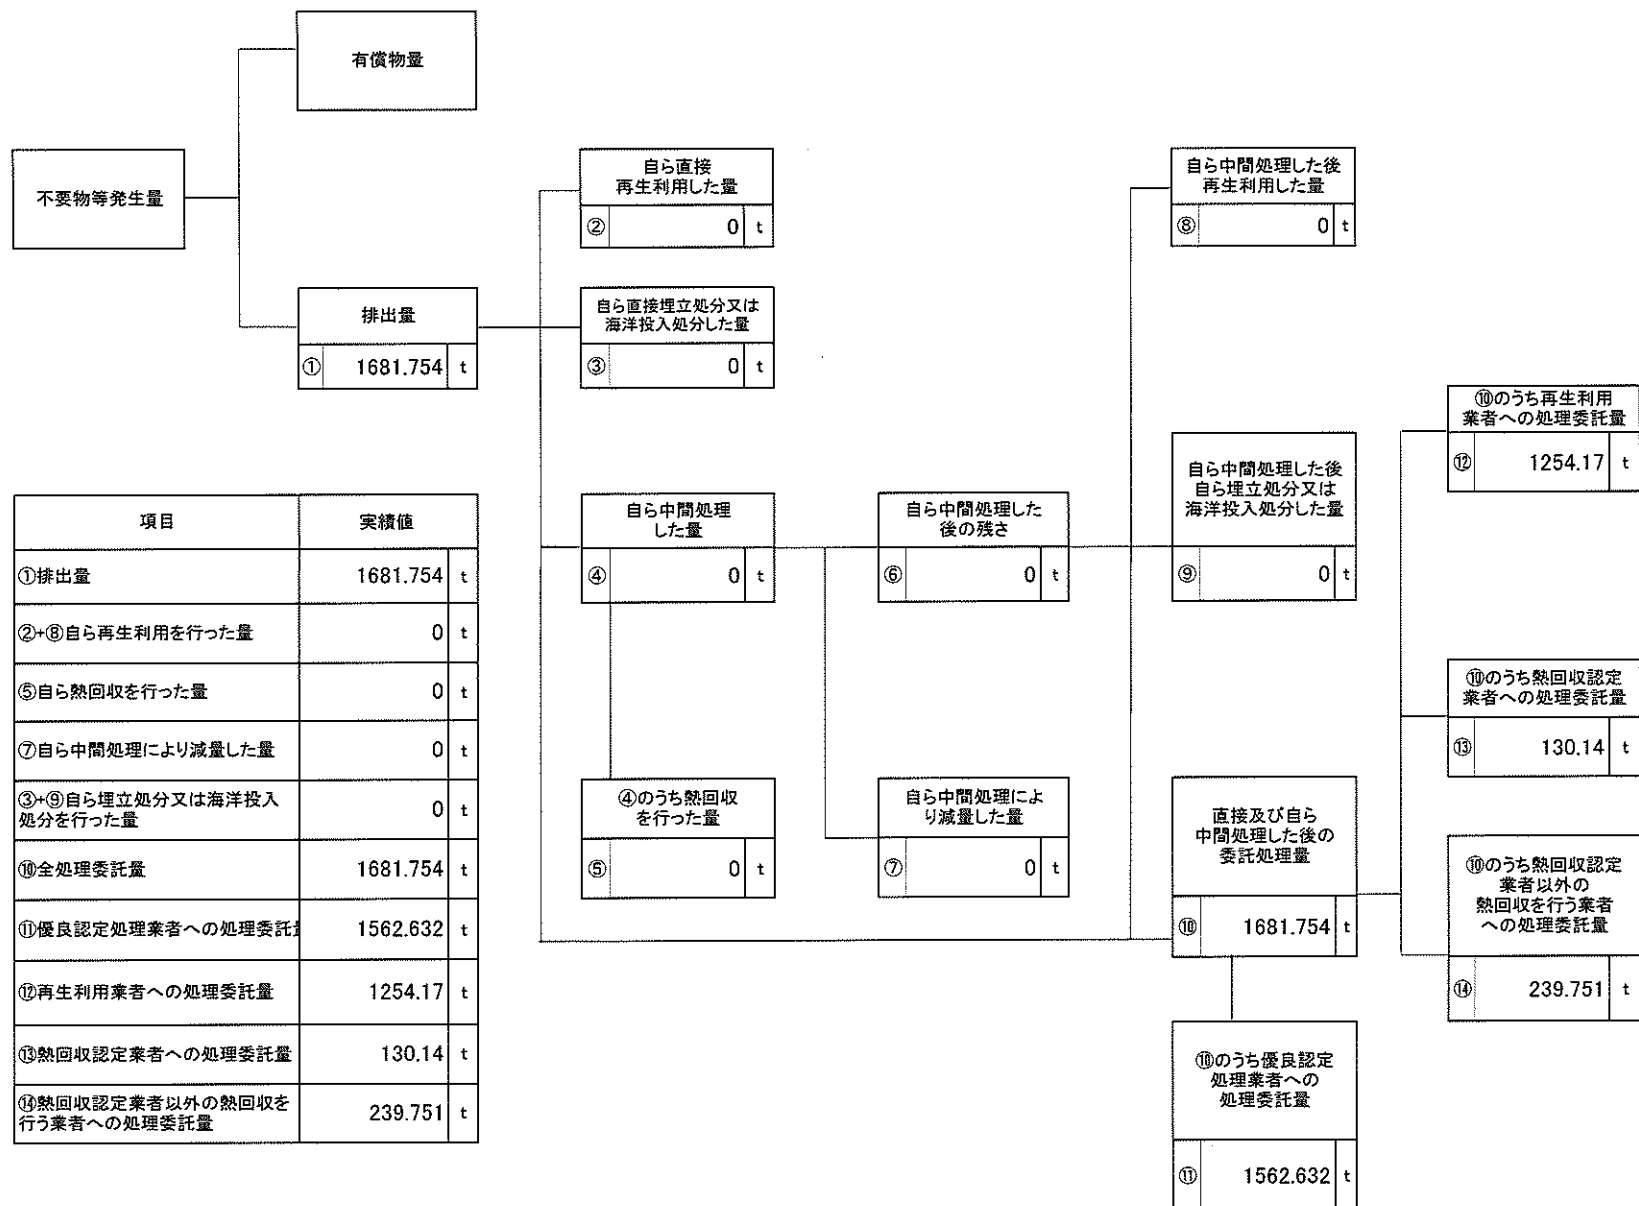 有償物量
不要物等発生量
排出量
① 1681.754 t
自ら直接
再生利用した量
② 0 t
自ら直接埋立処分又は
海洋投入処分した量
③ 0 t
自ら中間処理
した量
④ 0 t
④のうち熱回収
を行った量
⑤ 0 t
自ら中間処理した
後の残さ
⑥ 0 t
自ら中間処理によ
り減量した量
⑦ 0 t
自ら中間処理した後
再生利用した量
⑧ 0 t
自ら中間処理した後
自ら埋立処分又は
海洋投入処分した量
⑨ 0 t
直接及び自ら
中間処理した後の
委託処理量
⑩ 1681.754 t
⑩のうち優良認定
処理業者への
処理委託量
⑪ 1562.632 t
⑩のうち再生利用
業者への処理委託量
⑫ 1254.17 t
⑩のうち熱回収認定
業者への処理委託量
⑬ 130.14 t
⑩のうち熱回収認定
業者以外の
熱回収を行う業者
への処理委託量
⑭ 239.751 t
項目 実績値
①排出量 1681.754 t
②+⑧自ら再生利用を行った量 0 t
⑤自ら熱回収を行った量 0 t
⑦自ら中間処理により減量した量 0 t
③+⑨自ら埋立処分又は海洋投入
処分を行った量 0 t
⑩全処理委託量 1681.754 t
⑪優良認定処理業者への処理委託 1562.632 t
⑫再生利用業者への処理委託量 1254.17 t
⑬熱回収認定業者への処理委託量 130.14 t
⑭熱回収認定業者以外の熱回収を
行う業者への処理委託量 239.751 t